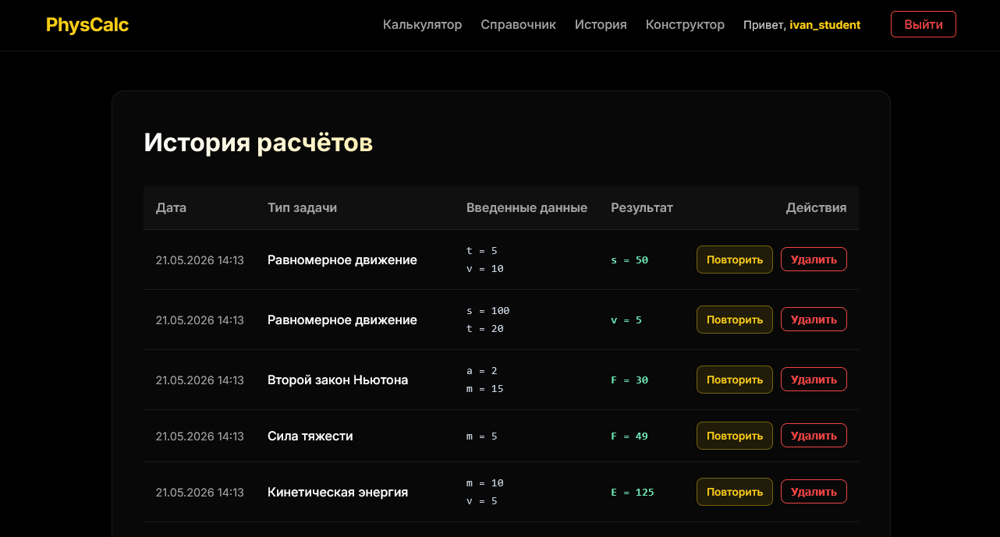 PhysCalc Калькулятор Справочник История Конструктор Привет, ivan_student Выйти
История расчётов
Дата Тип задачи Введенные данные Результат Действия
21.05.2026 14:13 Равномерное движение t = 5 s = 50 Повторить Удалить
v = 10
21.05.2026 14:13 Равномерное движение s = 100 v = 5 Повторить Удалить
t = 20
21.05.2026 14:13 Второй закон Ньютона a = 2 F = 30 Повторить Удалить
m = 15
21.05.2026 14:13 Сила тяжести m = 5 F = 49 Повторить Удалить
21.05.2026 14:13 Кинетическая энергия m = 10 E = 125 Повторить Удалить
v = 5